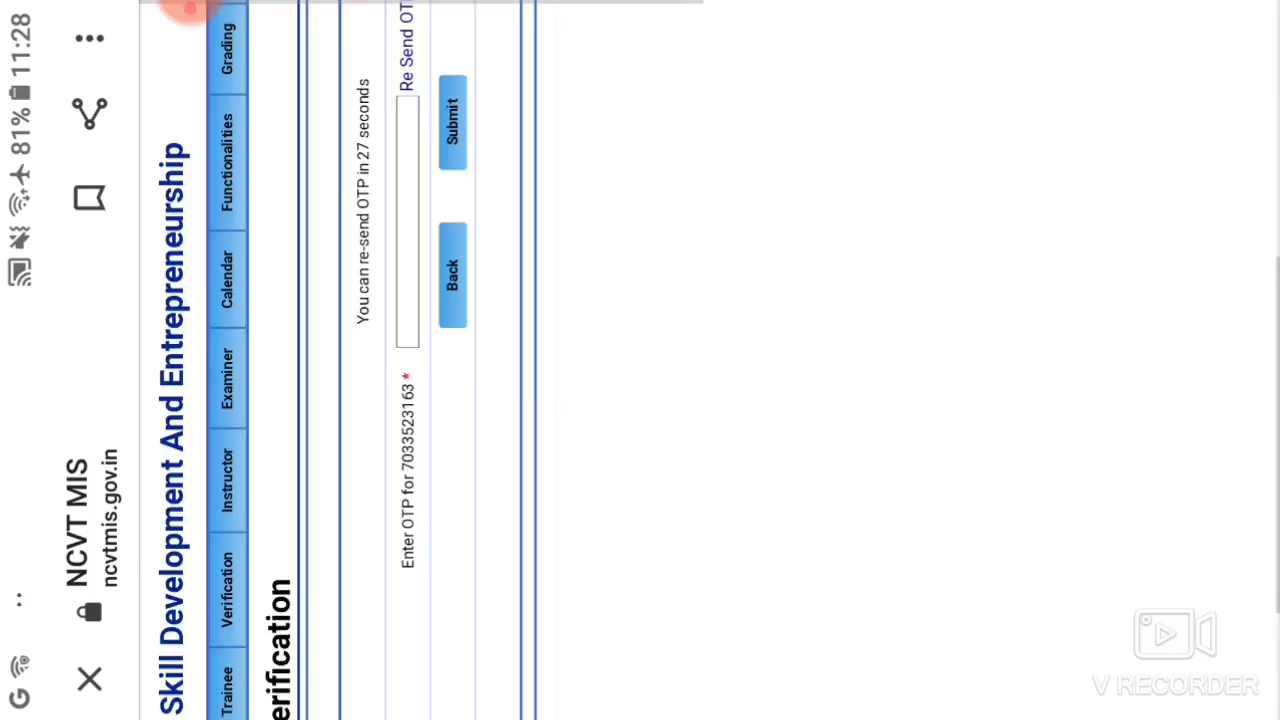 G .. 81% 11:28
NCVT MIS
ncvtmis.gov.in
Skill Development And Entrepreneurship
Trainee Verification Instructor Examiner Calendar Functionalities Grading
erification
You can re-send OTP in 27 seconds
Enter OTP for 7033523163 * Re Send OT
Back Submit
V RECORDER